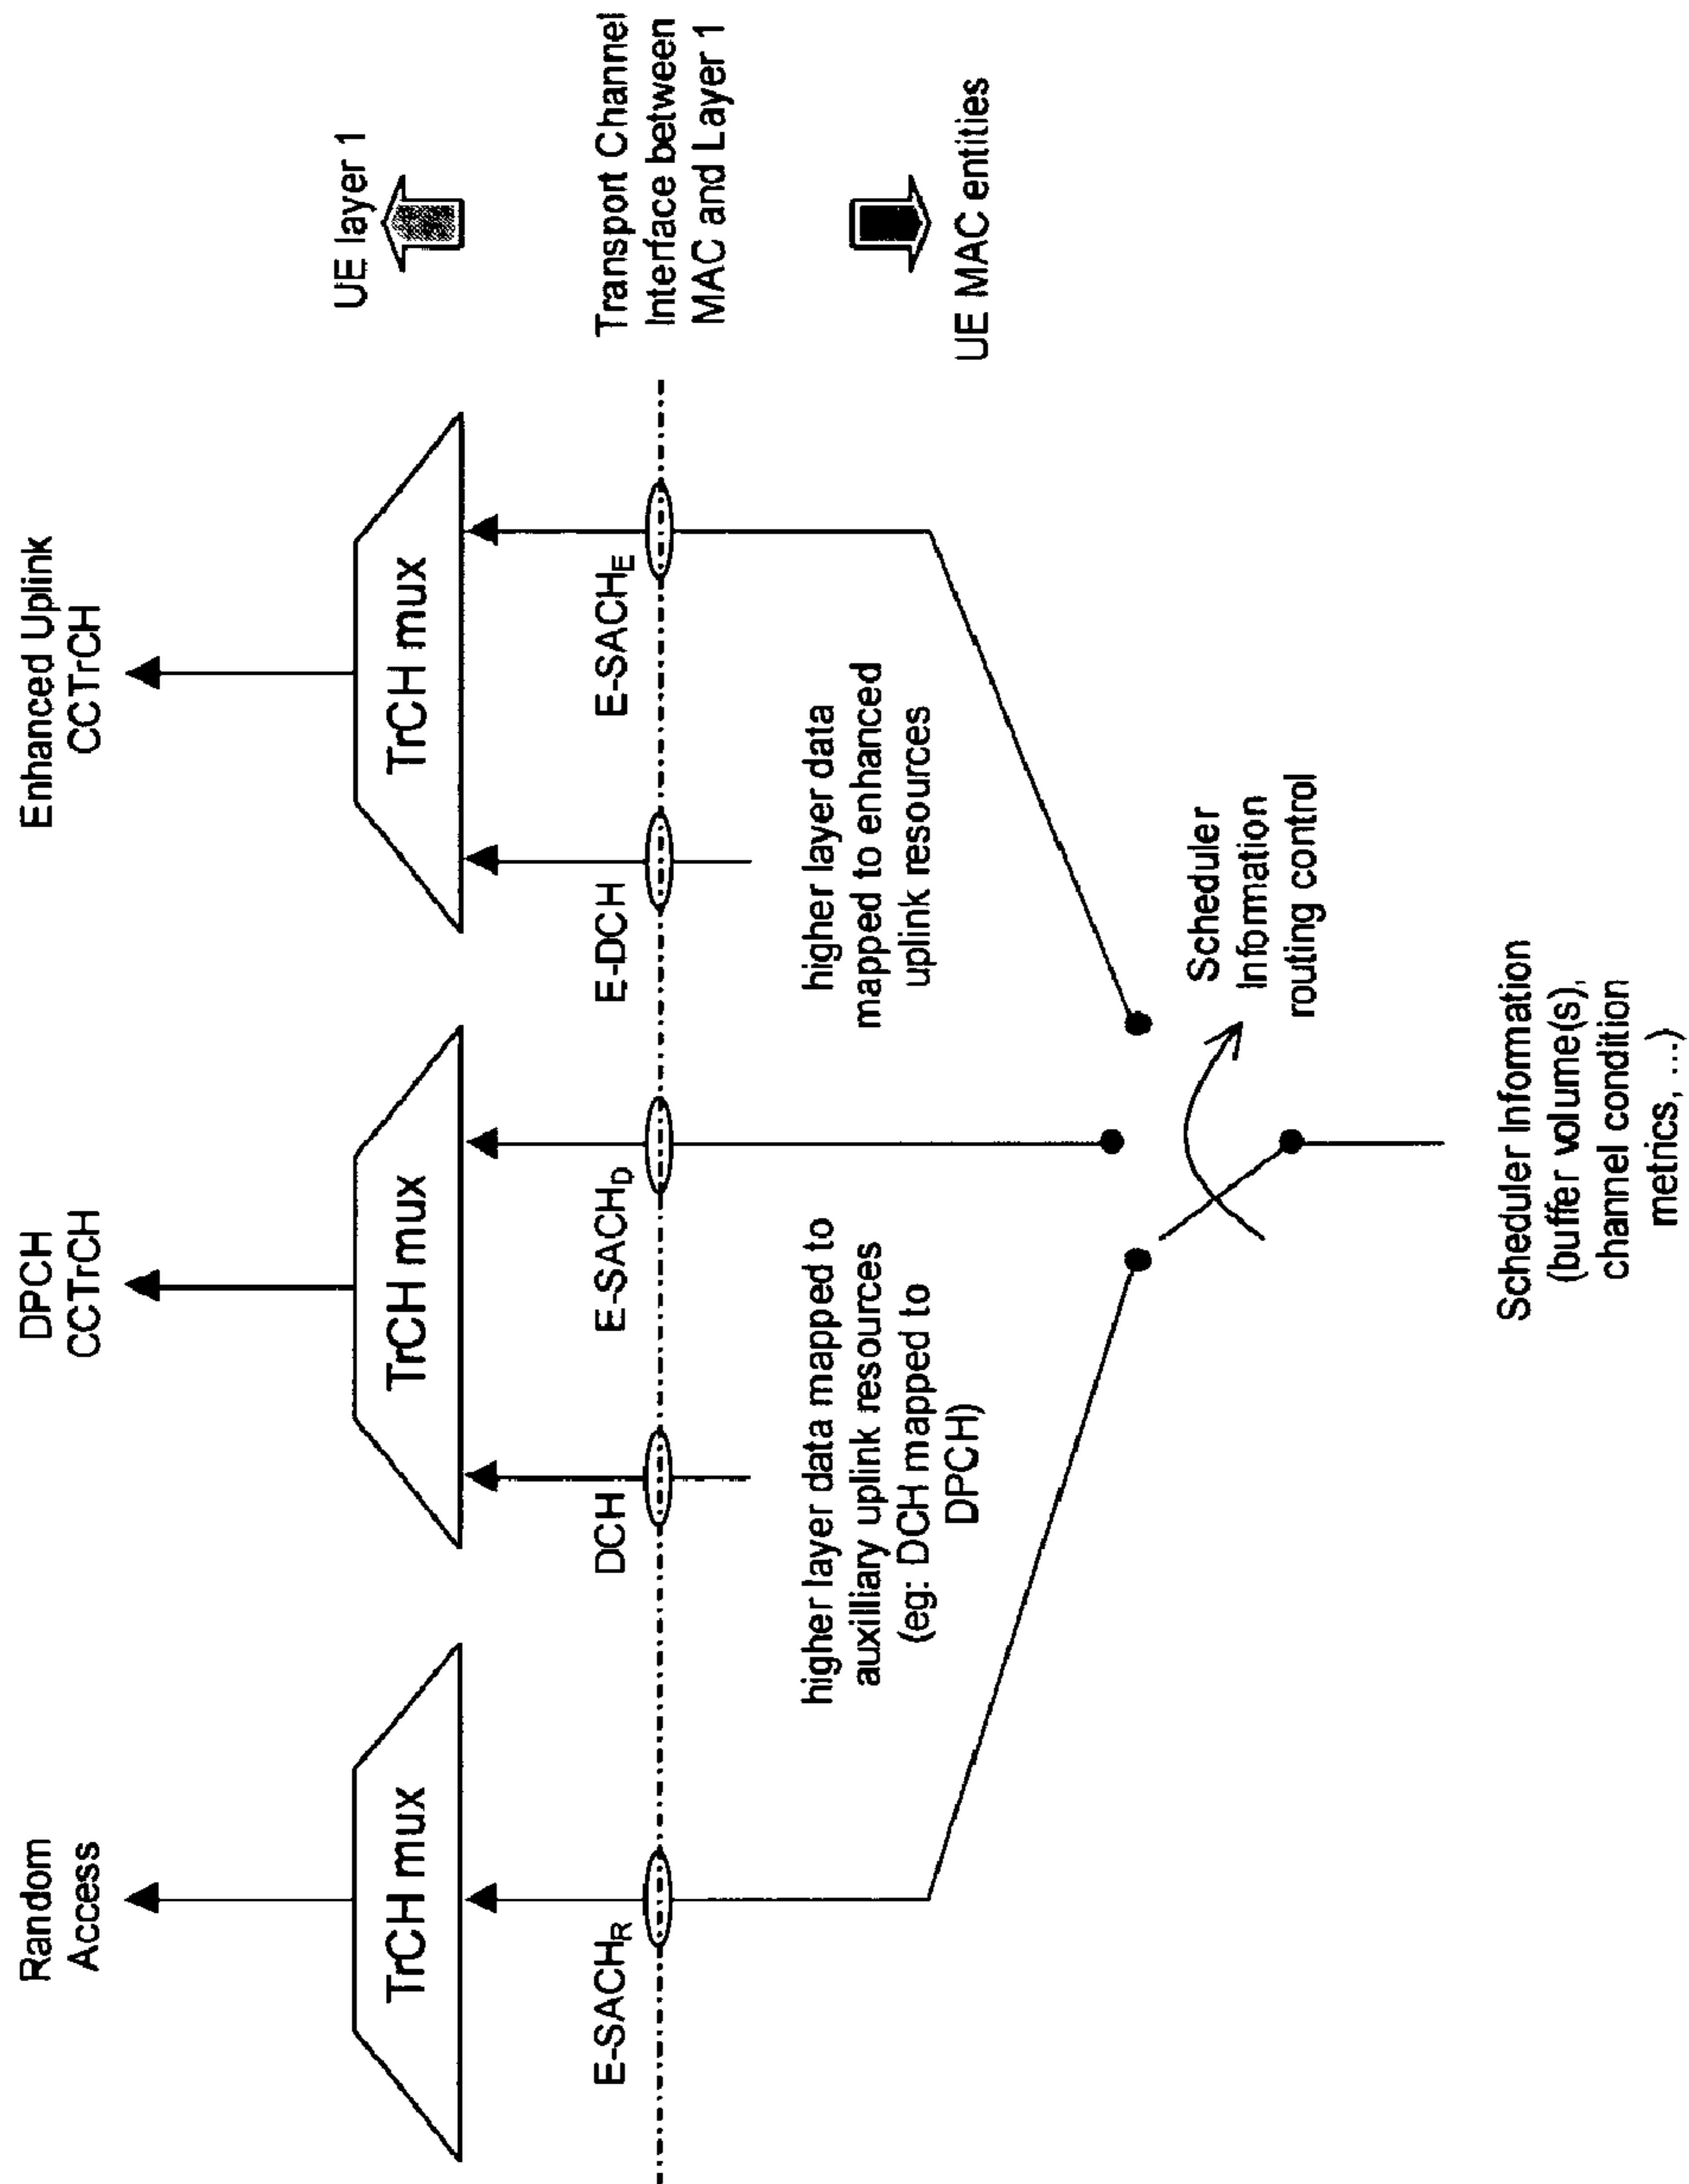 Random
Access
DPCH
CCTrCH
Enhanced Uplink
CCTrCH
UE layer 1
TrCH mux
TrCH mux
TrCH mux
E-SACHR
DCH
E-SACHD
E-DCH
E-SACHE
Transport Channel
Interface between
MAC and Layer 1
higher layer data mapped to
auxilliary uplink resources
(eg: DCH mapped to
DPCH)
higher layer data
mapped to enhanced
uplink resources
UE MAC entities
Scheduler
Information
routing control
Scheduler Information
(buffer volume(s),
channel condition
metrics, ...)